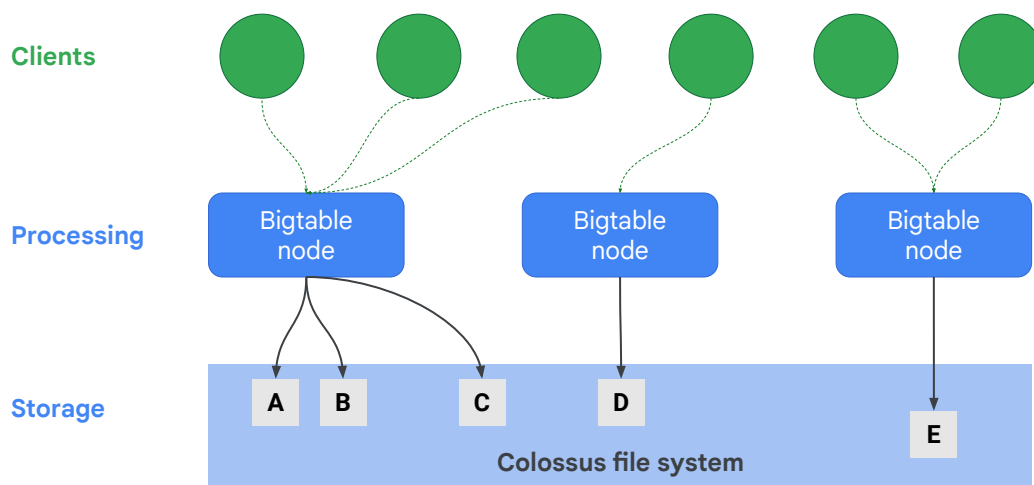 Clients
Processing
Bigtable
node
Bigtable
node
Bigtable
node
Storage
A
B
C
D
E
Colossus file system